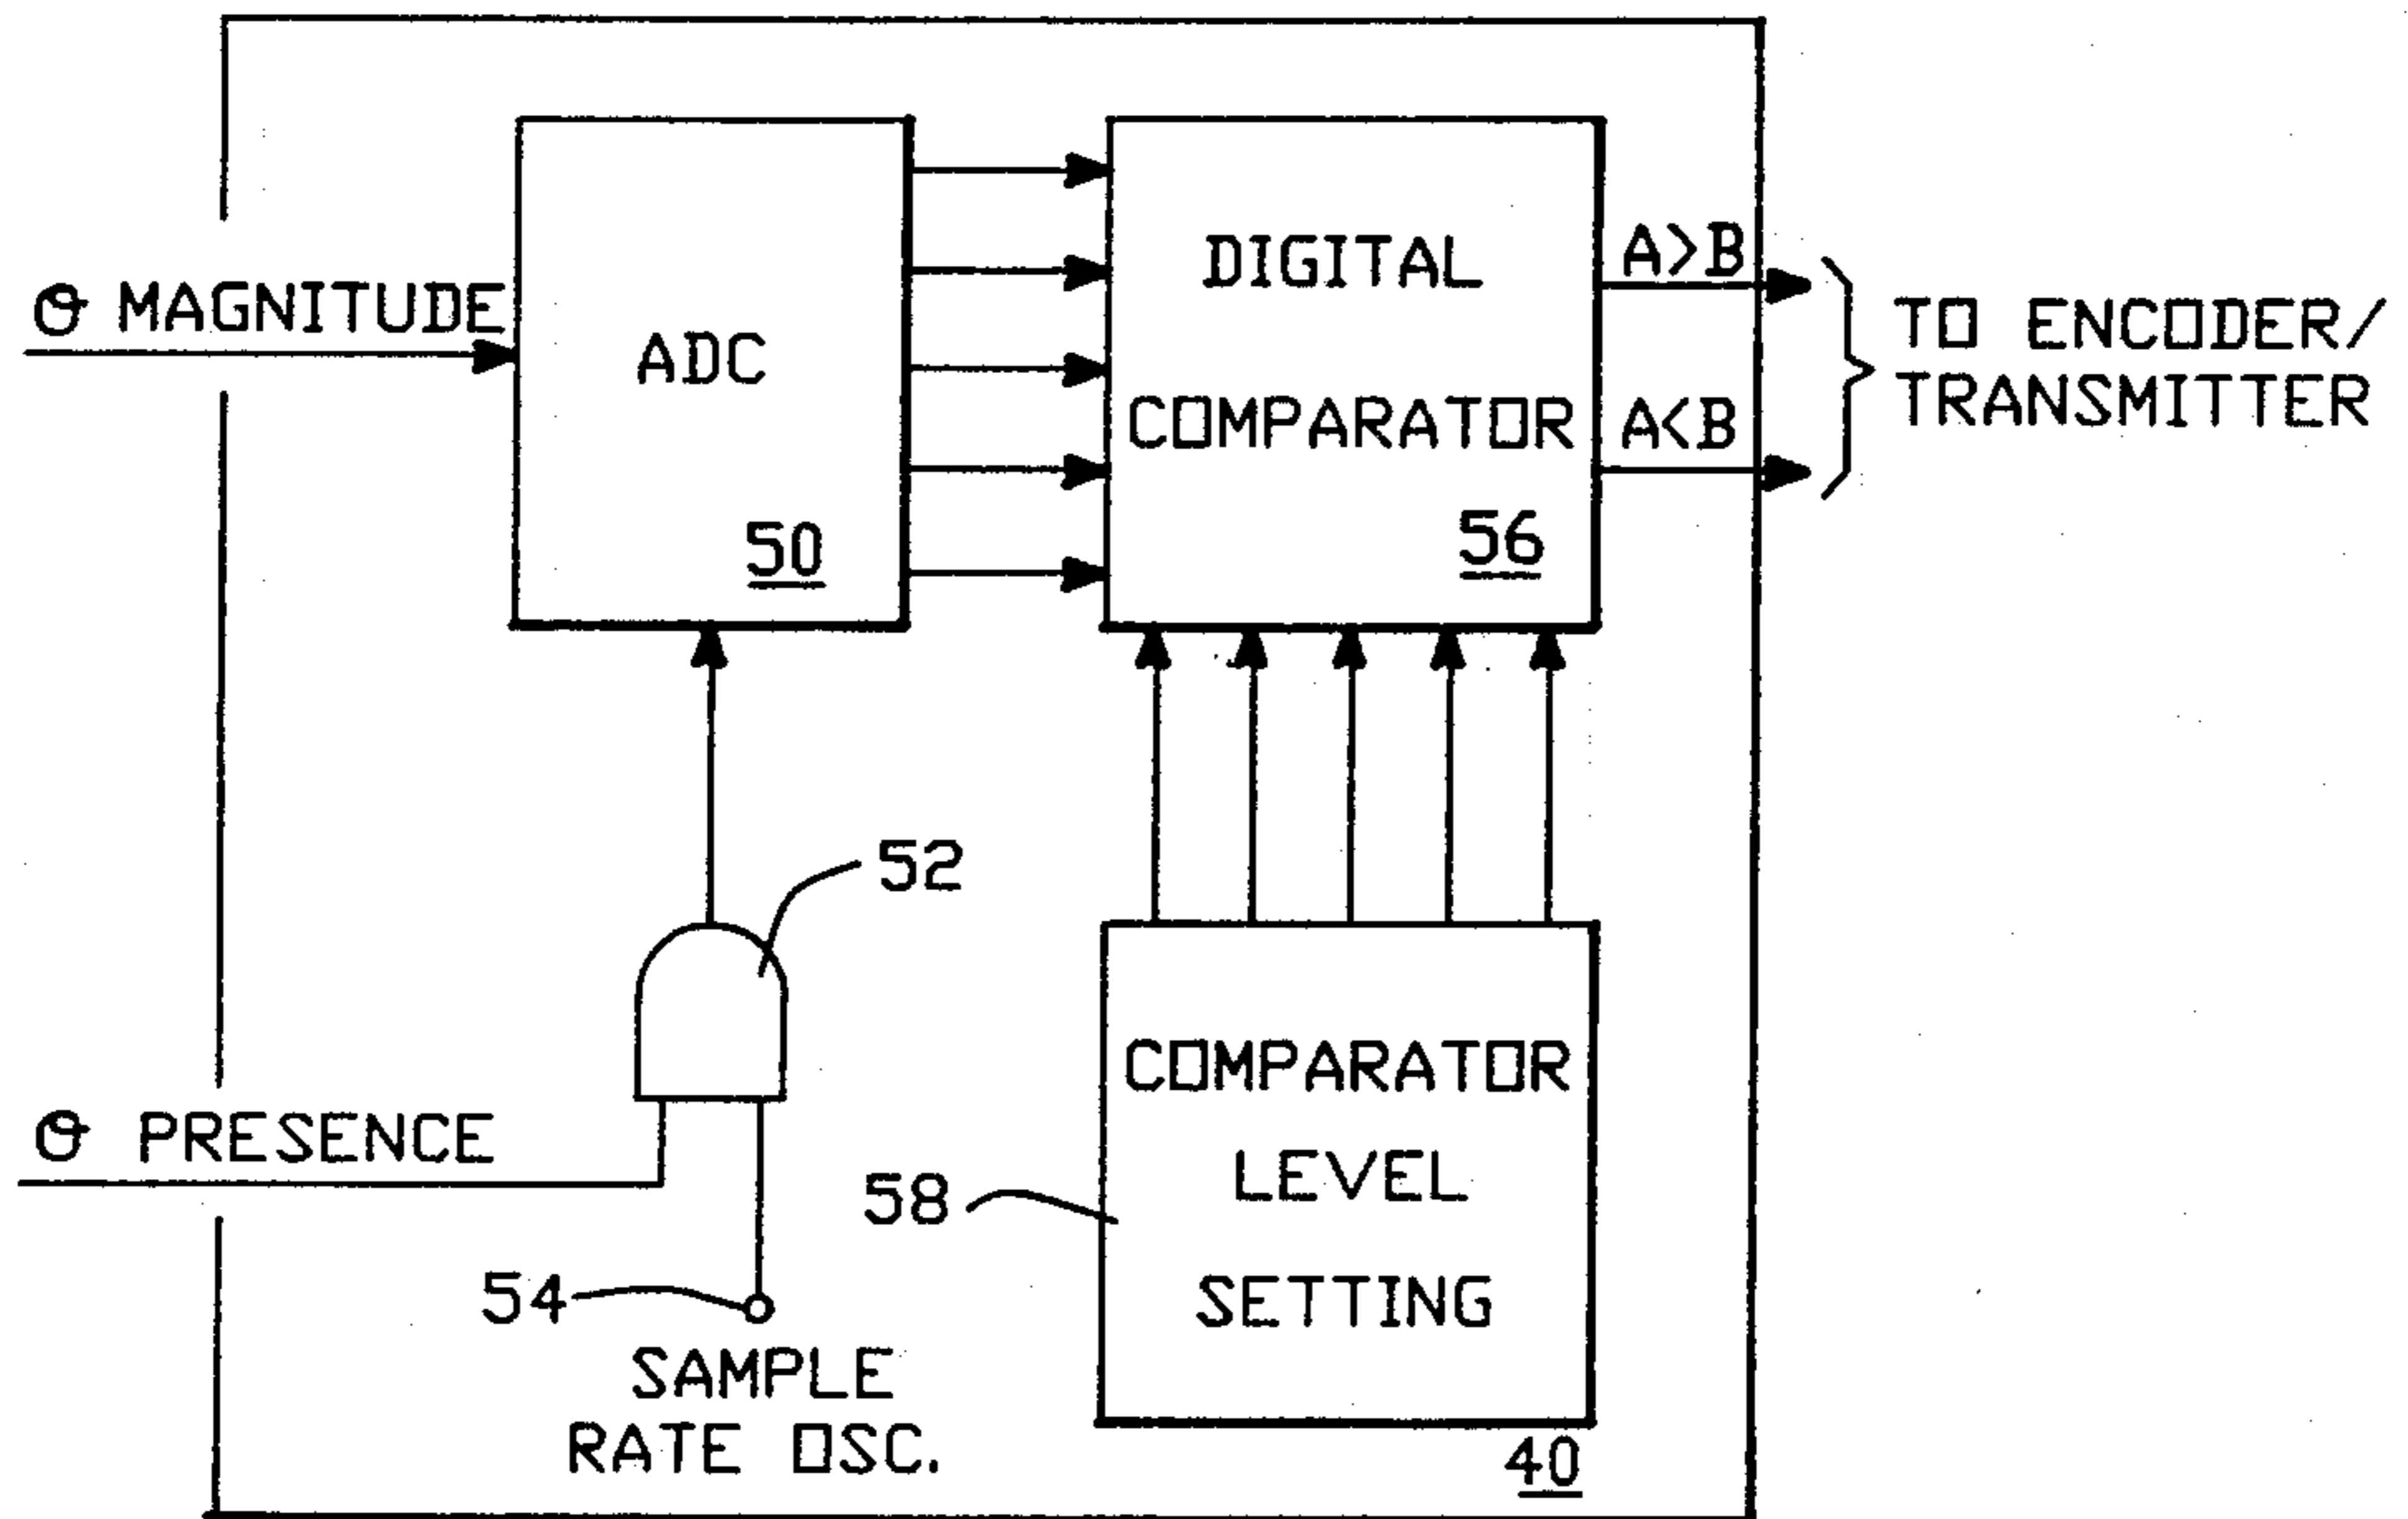 Ơ MAGNITUDE
ADC
50
DIGITAL
COMPARATOR
56
A>B
A<B
TO ENCODER/
TRANSMITTER
52
Ơ PRESENCE
54
SAMPLE
RATE OSC.
58
COMPARATOR
LEVEL
SETTING
40